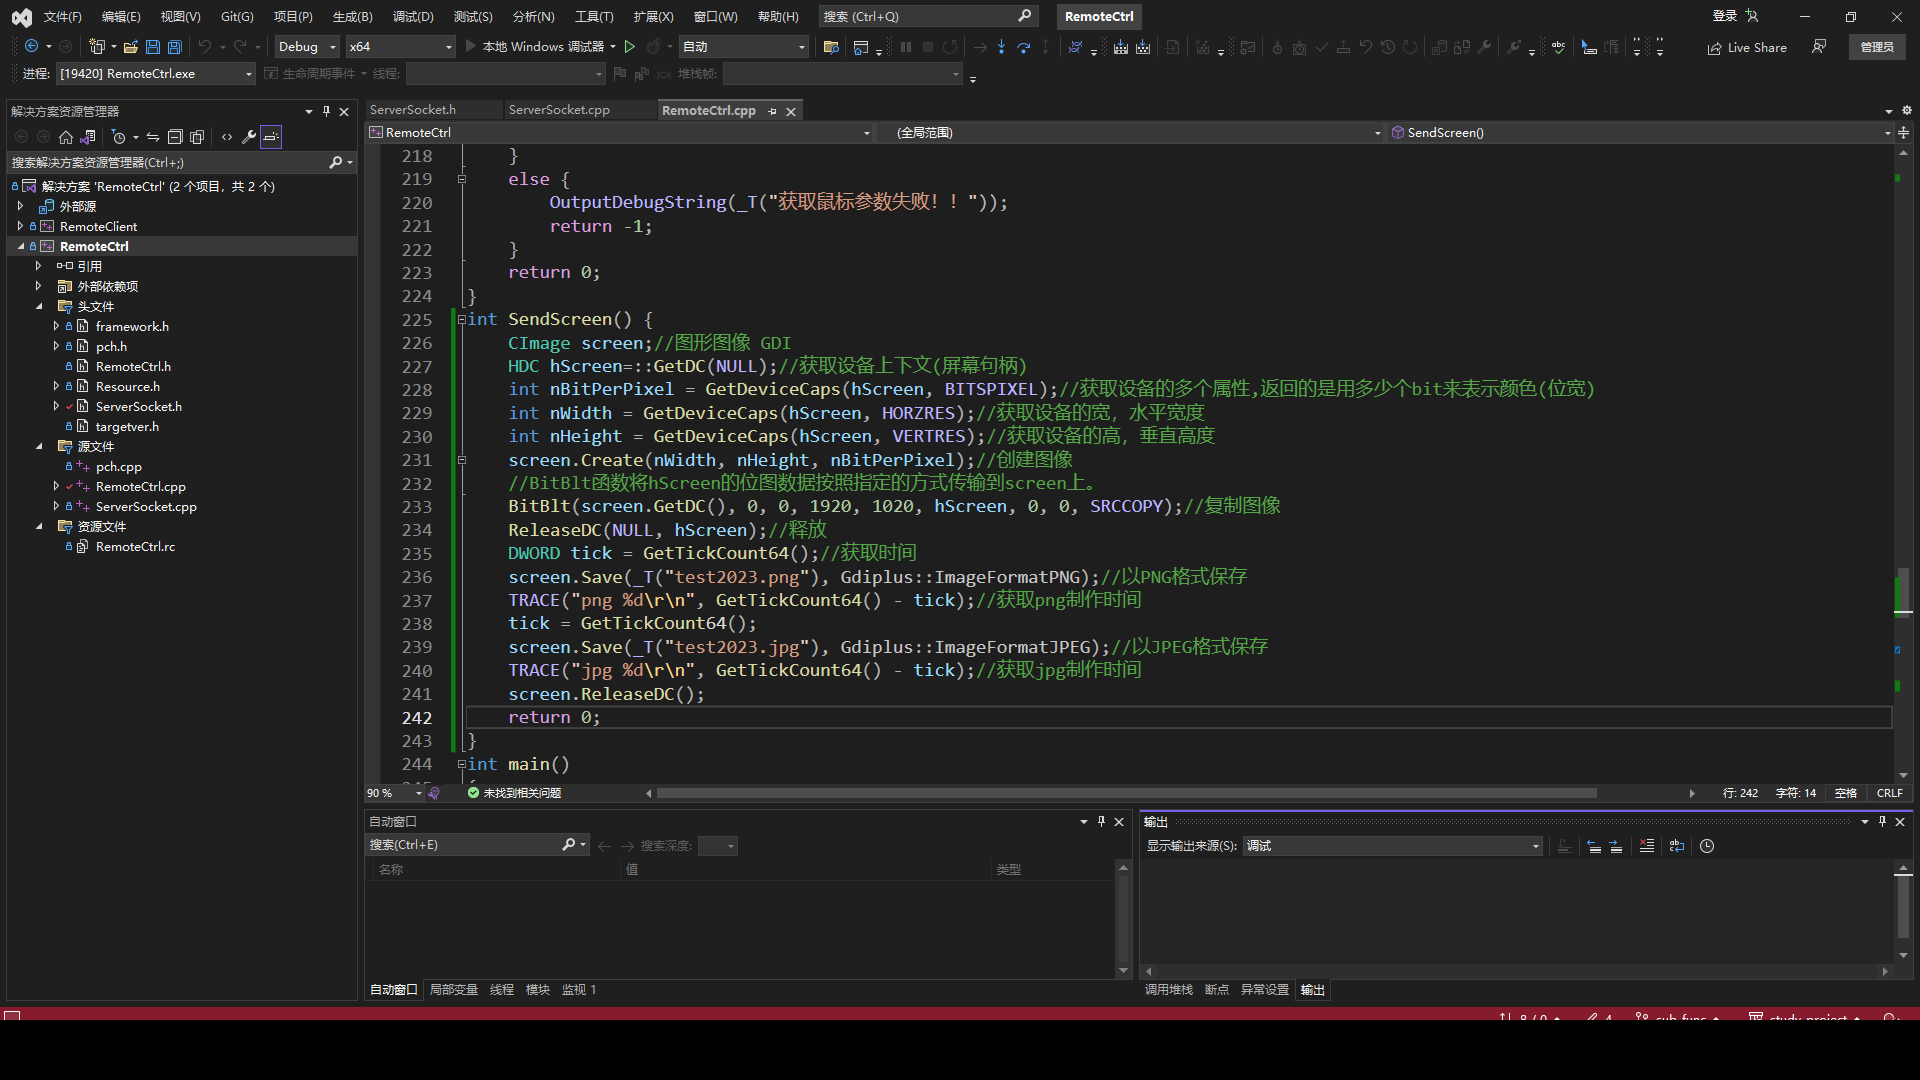 文件(F) 编辑(E) 视图(V) Git(G) 项目(P) 生成(B) 调试(D) 测试(S) 分析(N) 工具(T) 扩展(X) 窗口(W) 帮助(H) 搜索 (Ctrl+Q) RemoteCtrl 登录
Debug x64 本地 Windows 调试器 自动 Live Share 管理员
进程: [19420] RemoteCtrl.exe 生命周期事件 线程: 堆栈帧:
解决方案资源管理器
搜索解决方案资源管理器(Ctrl+;)
解决方案 'RemoteCtrl' (2 个项目，共 2 个)
外部源
RemoteClient
RemoteCtrl
引用
外部依赖项
头文件
framework.h
pch.h
RemoteCtrl.h
Resource.h
ServerSocket.h
targetver.h
源文件
pch.cpp
RemoteCtrl.cpp
ServerSocket.cpp
资源文件
RemoteCtrl.rc
ServerSocket.h ServerSocket.cpp RemoteCtrl.cpp
RemoteCtrl (全局范围) SendScreen()
218 }
219 else {
220 OutputDebugString(_T("获取鼠标参数失败！！"));
221 return -1;
222 }
223 return 0;
224 }
225 int SendScreen() {
226 CImage screen;//图形图像 GDI
227 HDC hScreen=::GetDC(NULL);//获取设备上下文(屏幕句柄)
228 int nBitPerPixel = GetDeviceCaps(hScreen, BITSPIXEL);//获取设备的多个属性,返回的是用多少个bit来表示颜色(位宽)
229 int nWidth = GetDeviceCaps(hScreen, HORZRES);//获取设备的宽，水平宽度
230 int nHeight = GetDeviceCaps(hScreen, VERTRES);//获取设备的高，垂直高度
231 screen.Create(nWidth, nHeight, nBitPerPixel);//创建图像
232 //BitBlt函数将hScreen的位图数据按照指定的方式传输到screen上。
233 BitBlt(screen.GetDC(), 0, 0, 1920, 1020, hScreen, 0, 0, SRCCOPY);//复制图像
234 ReleaseDC(NULL, hScreen);//释放
235 DWORD tick = GetTickCount64();//获取时间
236 screen.Save(_T("test2023.png"), Gdiplus::ImageFormatPNG);//以PNG格式保存
237 TRACE("png %d\r\n", GetTickCount64() - tick);//获取png制作时间
238 tick = GetTickCount64();
239 screen.Save(_T("test2023.jpg"), Gdiplus::ImageFormatJPEG);//以JPEG格式保存
240 TRACE("jpg %d\r\n", GetTickCount64() - tick);//获取jpg制作时间
241 screen.ReleaseDC();
242 return 0;
243 }
244 int main()
90 % 未找到相关问题 行: 242 字符: 14 空格 CRLF
自动窗口
搜索(Ctrl+E) 搜索深度:
名称 值 类型
自动窗口 局部变量 线程 模块 监视 1
输出
显示输出来源(S): 调试
调用堆栈 断点 异常设置 输出